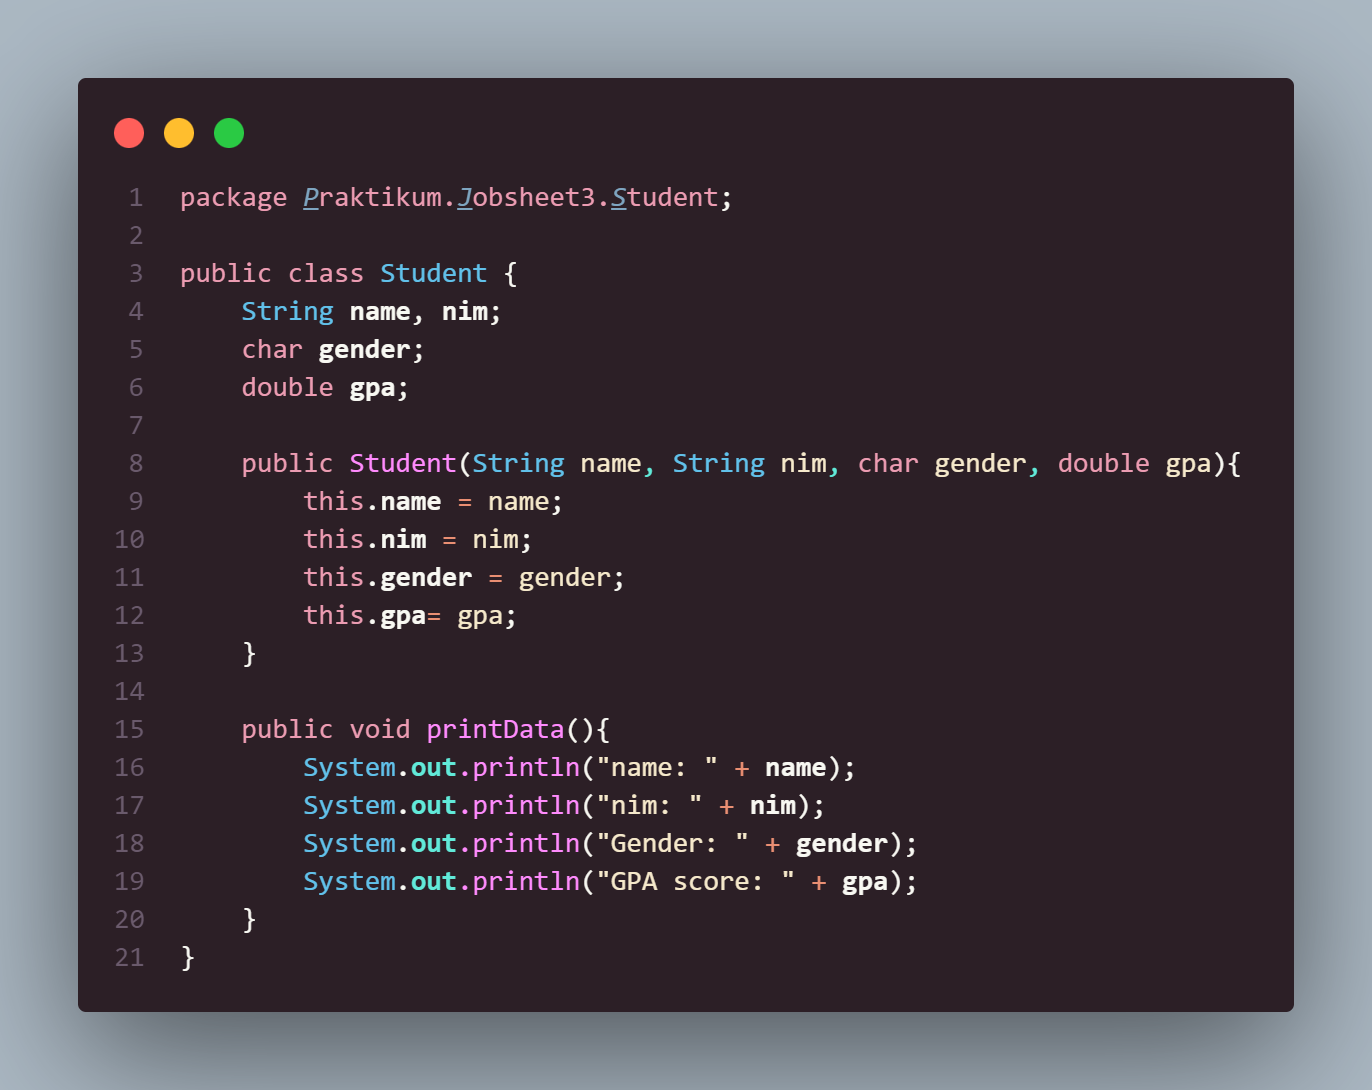 1 package Praktikum.Jobsheet3.Student;
2
3 public class Student {
4     String name, nim;
5     char gender;
6     double gpa;
7
8     public Student(String name, String nim, char gender, double gpa){
9         this.name = name;
10         this.nim = nim;
11         this.gender = gender;
12         this.gpa= gpa;
13     }
14
15     public void printData(){
16         System.out.println("name: " + name);
17         System.out.println("nim: " + nim);
18         System.out.println("Gender: " + gender);
19         System.out.println("GPA score: " + gpa);
20     }
21 }